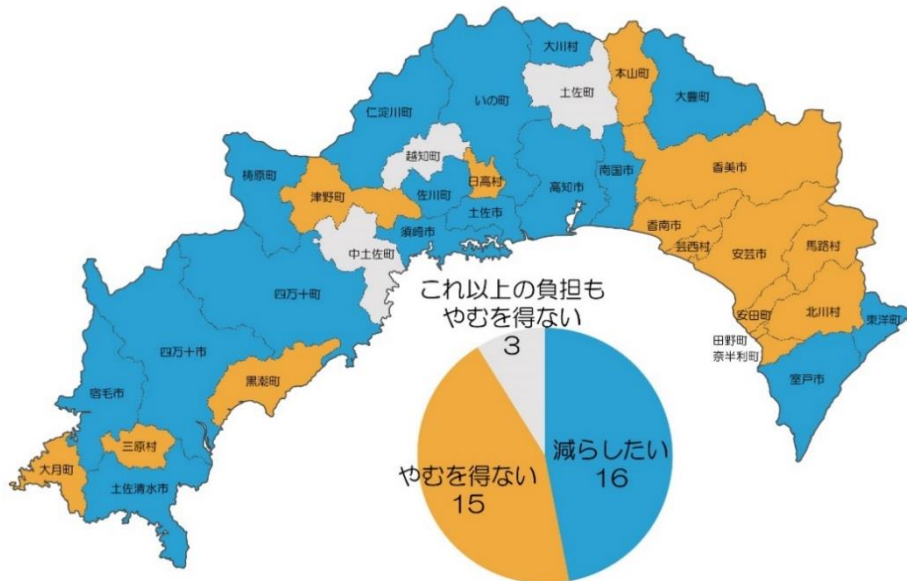 大川村
本山町
土佐町
大豊町
いの町
仁淀川町
越知町
南国市
香美市
梼原町
日高村
高知市
津野町
佐川町
土佐市
香南市
須崎市
芸西村
安芸市
馬路村
中土佐町
四万十町
これ以上の負担も
やむを得ない
3
安田町
北川村
東洋町
田野町
奈半利町
室戸市
四万十市
黒潮町
宿毛市
三原村
大月町
土佐清水市
減らしたい
16
やむを得ない
15